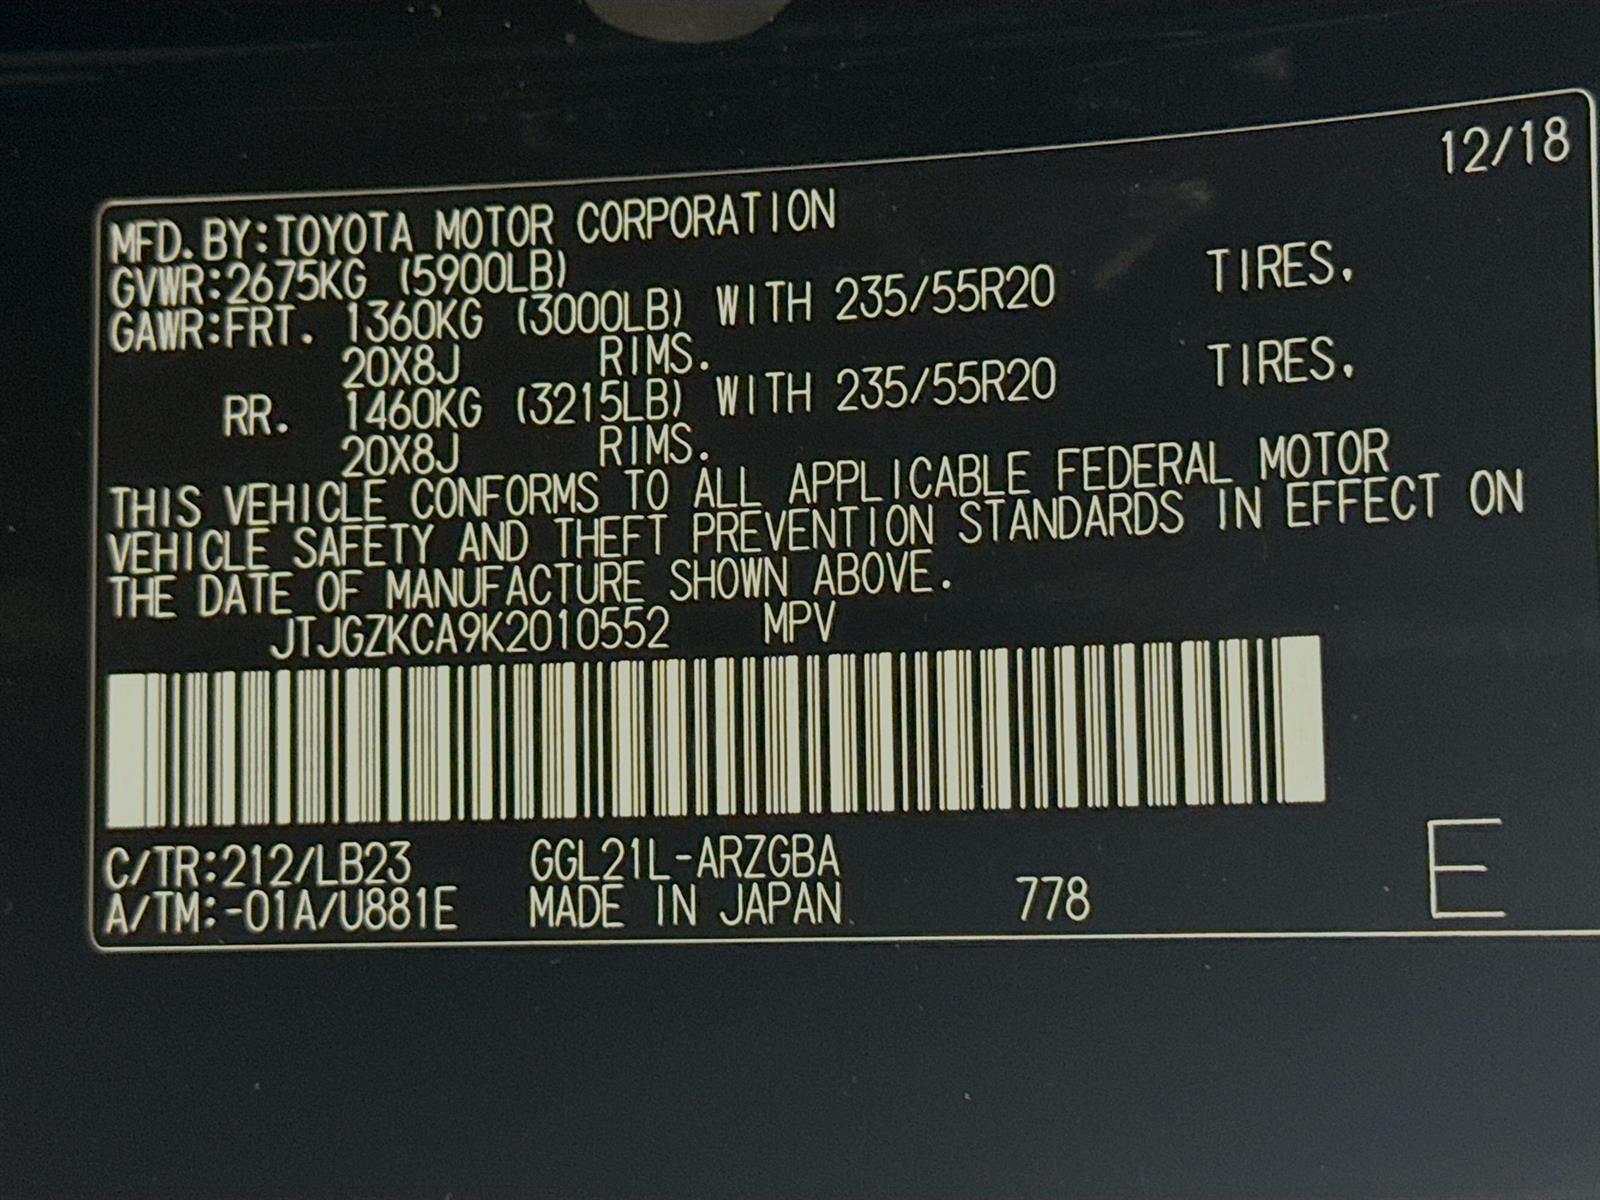 12/18
MFD.BY:TOYOTA MOTOR CORPORATION
GVWR:2675KG (5900LB)
GAWR:FRT. 1360KG (3000LB) WITH 235/55R20 TIRES.
20X8J RIMS.
RR. 1460KG (3215LB) WITH 235/55R20 TIRES.
20X8J RIMS.
THIS VEHICLE CONFORMS TO ALL APPLICABLE FEDERAL MOTOR
VEHICLE SAFETY AND THEFT PREVENTION STANDARDS IN EFFECT ON
THE DATE OF MANUFACTURE SHOWN ABOVE.
JTJGZKCA9K2010552 MPV
C/TR:212/LB23 GGL21L-ARZGBA
A/TM:-01A/U881E MADE IN JAPAN 778 E